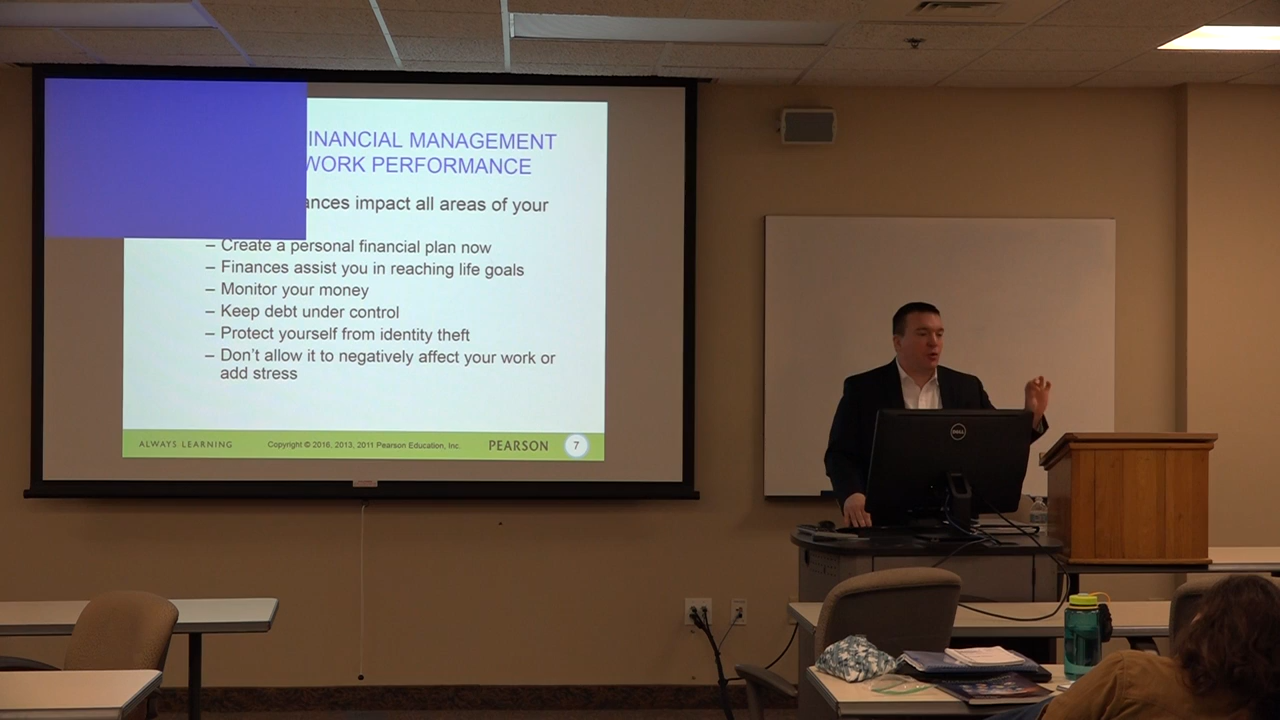 INANCIAL MANAGEMENT
WORK PERFORMANCE
ances impact all areas of your
– Create a personal financial plan now
– Finances assist you in reaching life goals
– Monitor your money
– Keep debt under control
– Protect yourself from identity theft
– Don’t allow it to negatively affect your work or
add stress
ALWAYS LEARNING
Copyright © 2016, 2013, 2011 Pearson Education, Inc.
PEARSON
7
DELL